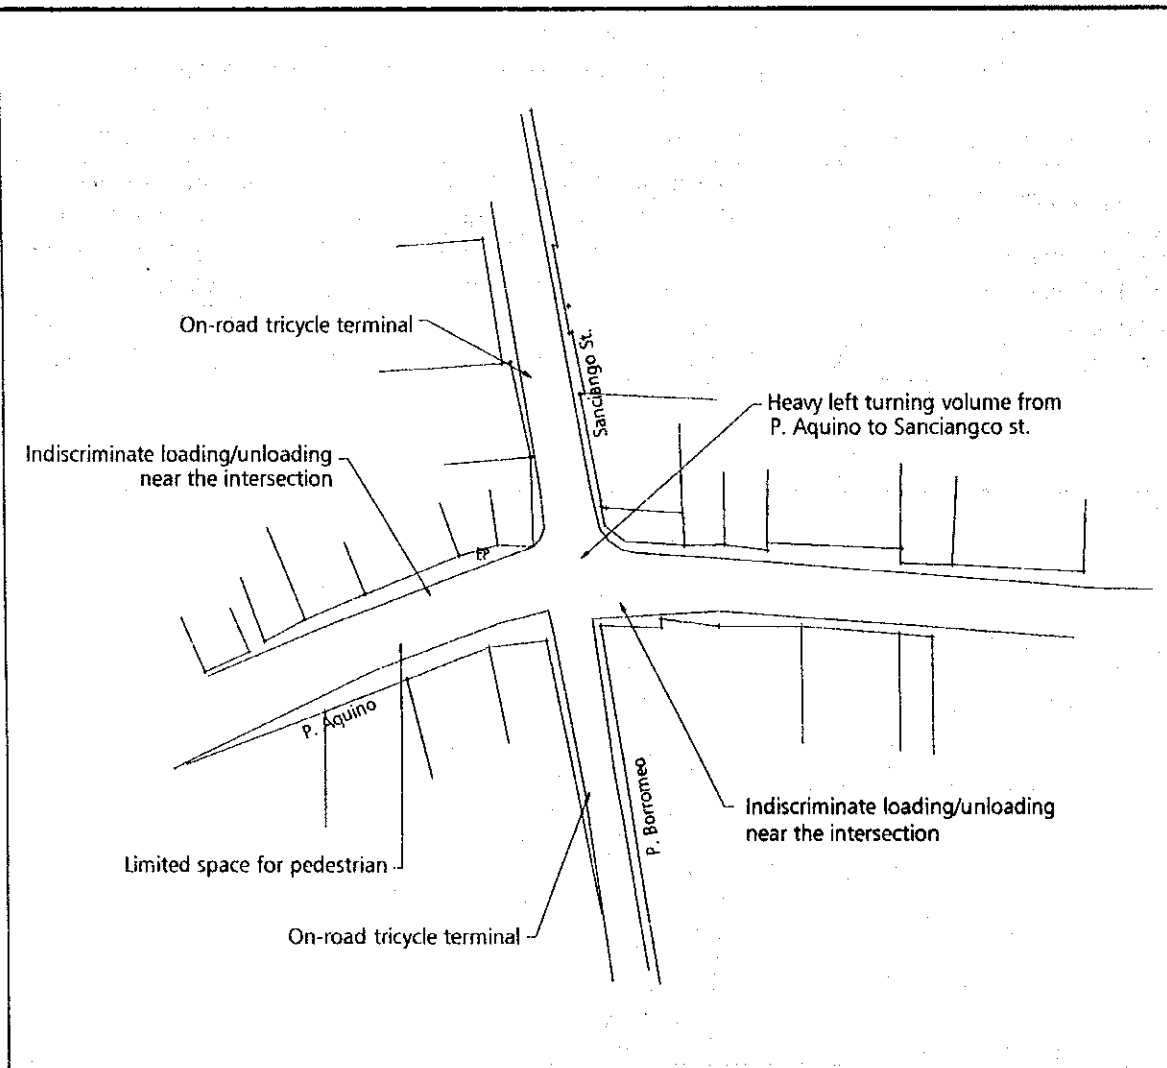 On-road tricycle terminal
Sanciango St.
Heavy left turning volume from
P. Aquino to Sanciangco st.
Indiscriminate loading/unloading
near the intersection
EP
P. Aquino
P. Borromeo
Indiscriminate loading/unloading
near the intersection
Limited space for pedestrian
On-road tricycle terminal